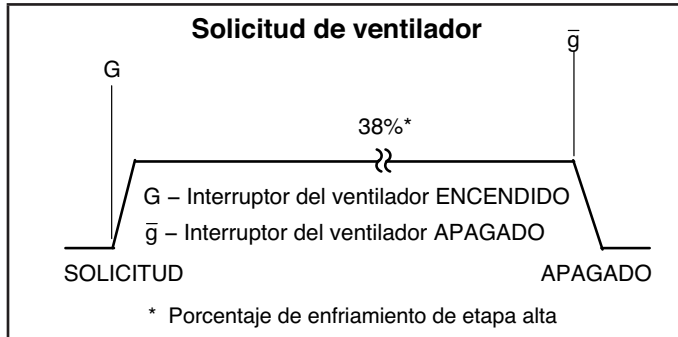 Solicitud de ventilador
G
g̅
38%*
G – Interruptor del ventilador ENCENDIDO
g̅ – Interruptor del ventilador APAGADO
SOLICITUD
APAGADO
* Porcentaje de enfriamiento de etapa alta